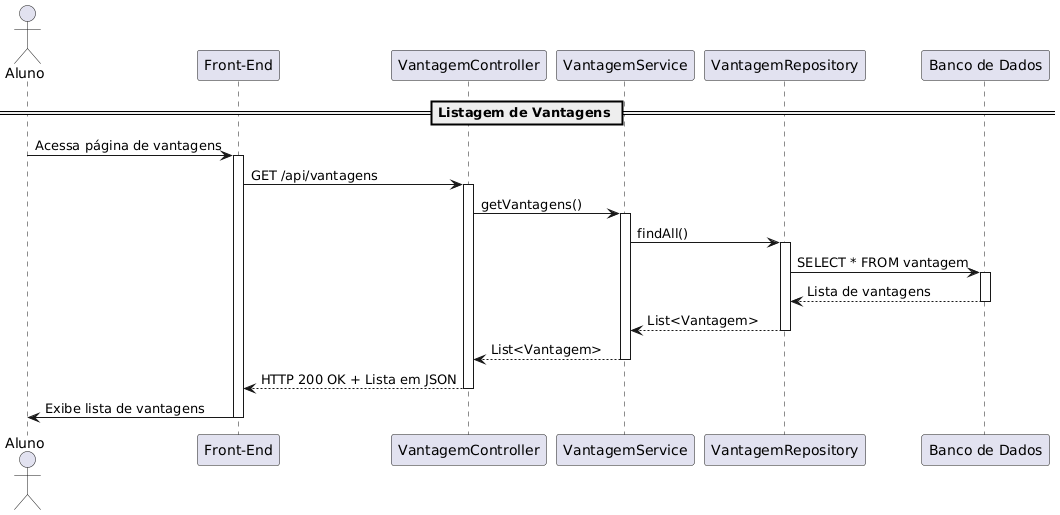 Aluno
Front-End
VantagemController
VantagemService
VantagemRepository
Banco de Dados
Listagem de Vantagens
Acessa página de vantagens
GET /api/vantagens
getVantagens()
findAll()
SELECT * FROM vantagem
Lista de vantagens
List<Vantagem>
List<Vantagem>
HTTP 200 OK + Lista em JSON
Exibe lista de vantagens
Aluno
Front-End
VantagemController
VantagemService
VantagemRepository
Banco de Dados